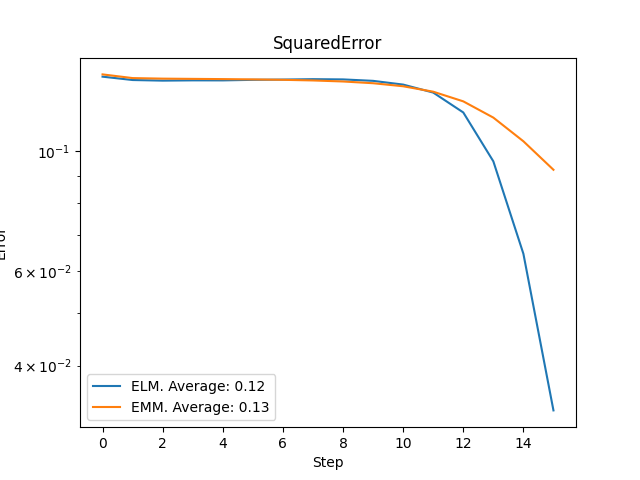 SquaredError
Error
10⁻¹
6 × 10⁻²
4 × 10⁻²
ELM. Average: 0.12
EMM. Average: 0.13
0 2 4 6 8 10 12 14
Step